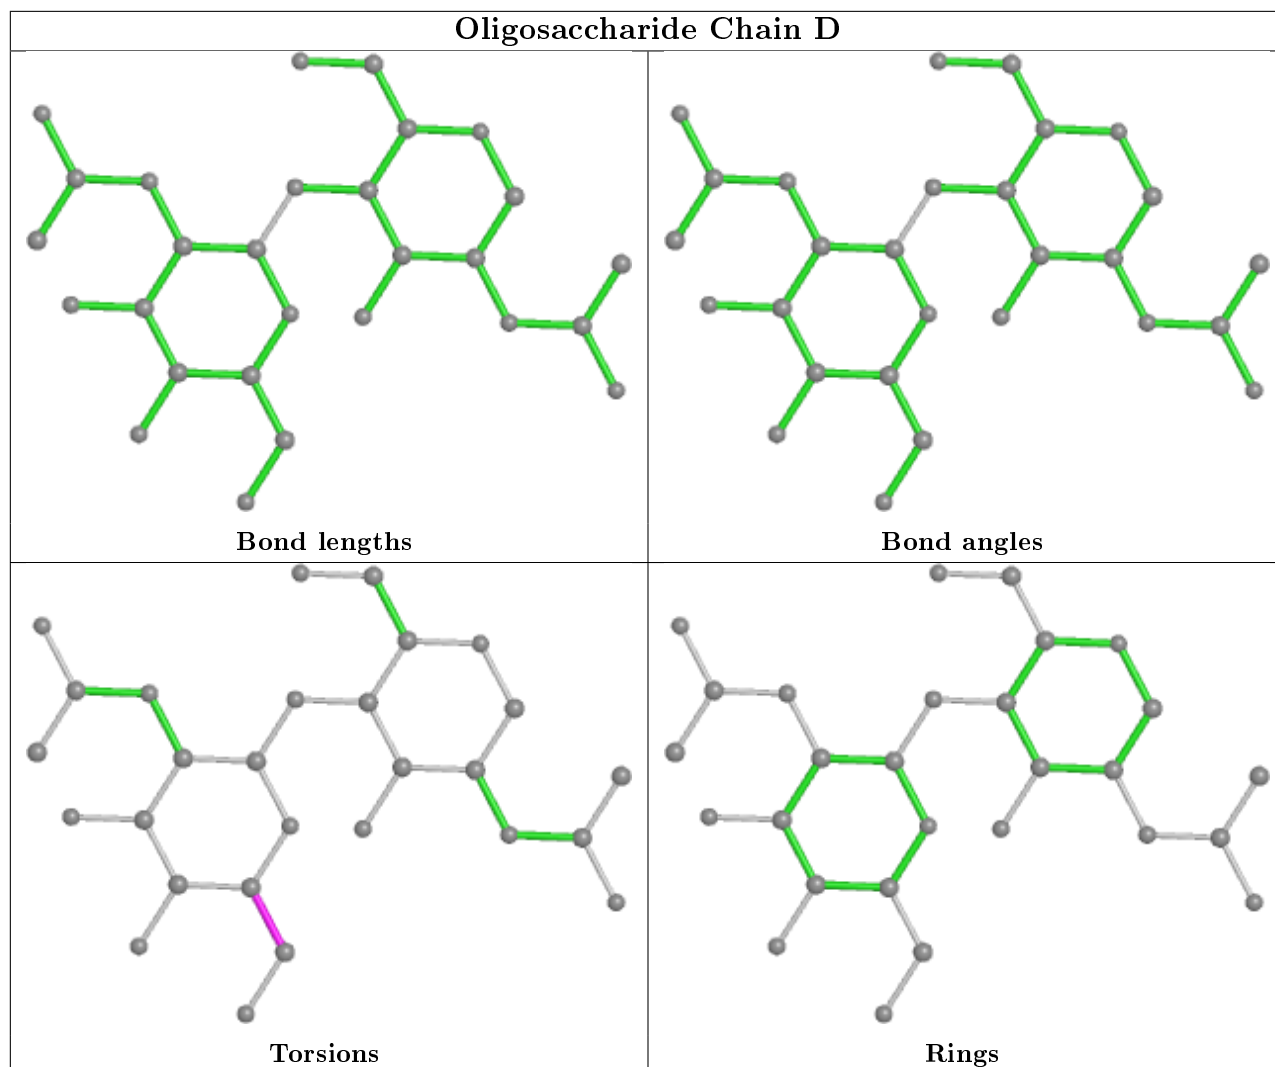 Oligosaccharide Chain D
Bond lengths
Bond angles
Torsions
Rings